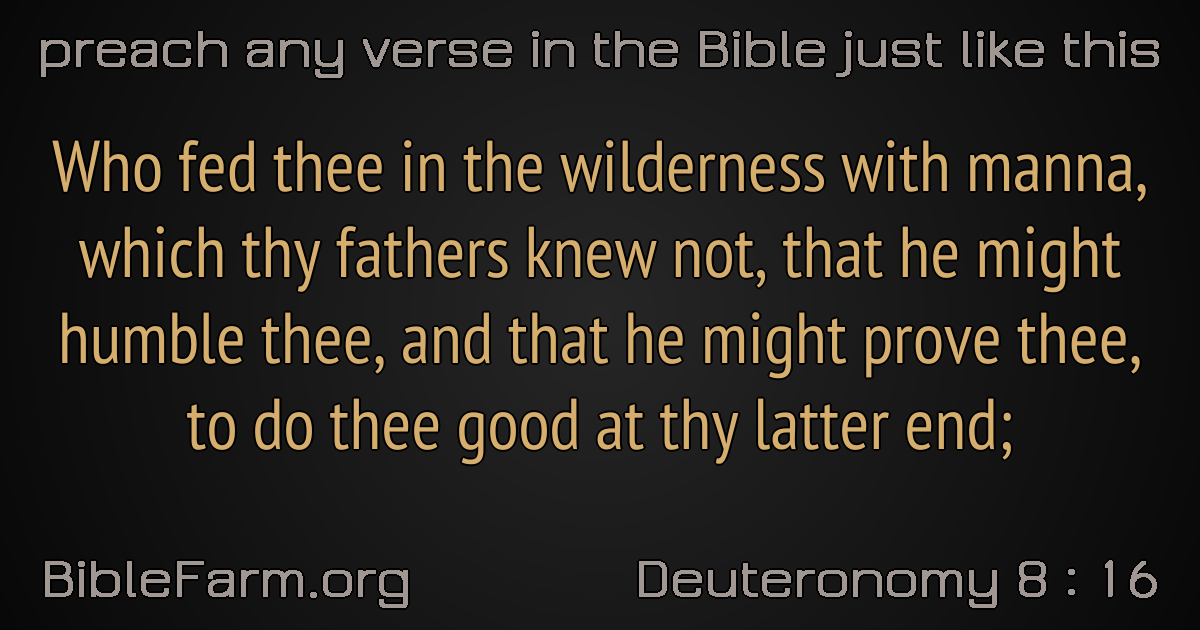 preach any verse in the Bible just like this
Who fed thee in the wilderness with manna,
which thy fathers knew not, that he might
humble thee, and that he might prove thee,
to do thee good at thy latter end;
BibleFarm.org
Deuteronomy 8 : 16